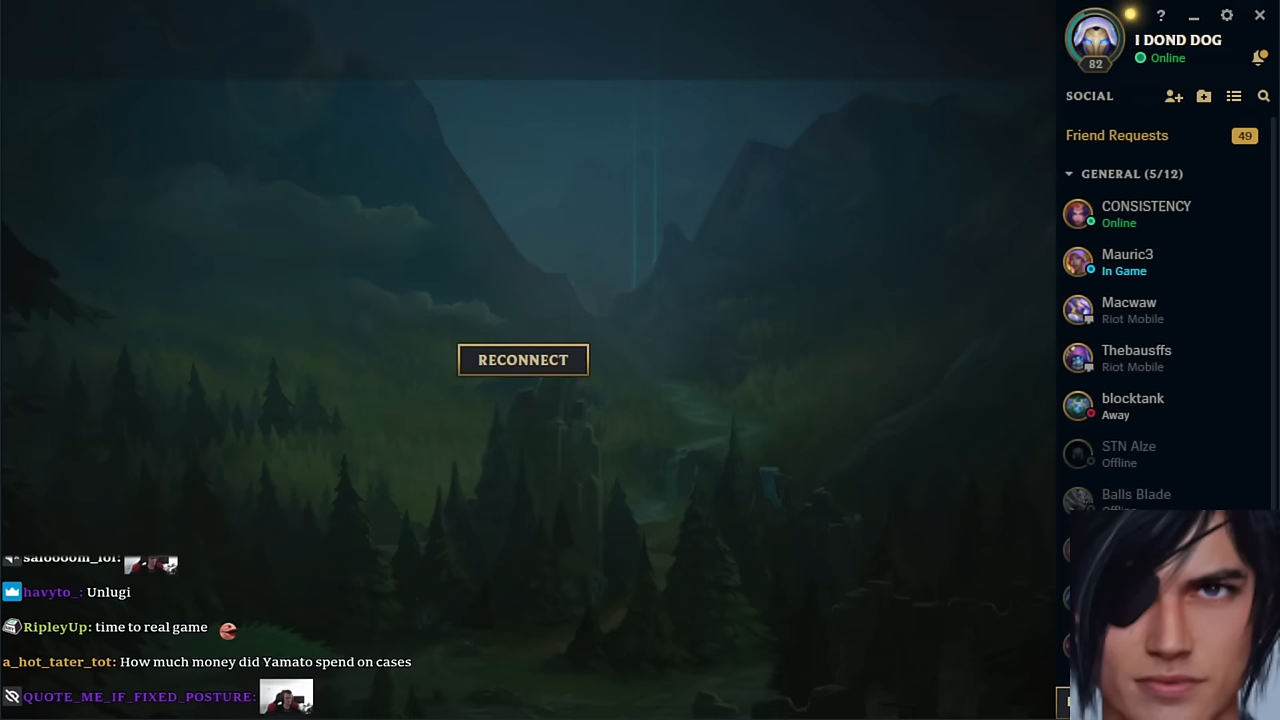 I DOND DOG
82
Online
SOCIAL
Friend Requests
49
GENERAL (5/12)
CONSISTENCY
Online
Mauric3
In Game
RECONNECT
Macwaw
Riot Mobile
Thebausffs
Riot Mobile
blocktank
Away
STN Alze
Offline
Balls Blade
Offline
saloooom_lol:
havyto_: Unlugi
RipleyUp: time to real game
a_hot_tater_tot: How much money did Yamato spend on cases
QUOTE_ME_IF_FIXED_POSTURE: